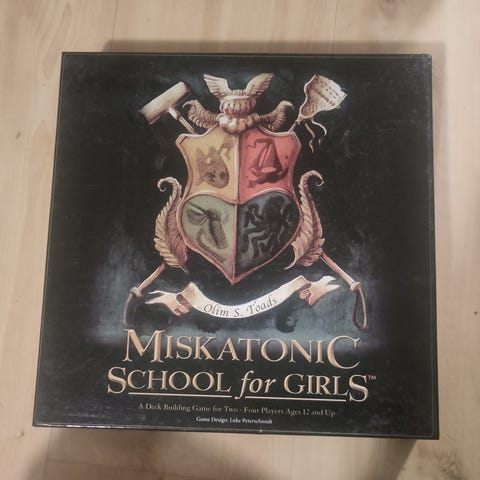 Olim S. Toads
MISKATONIC
SCHOOL for GIRLS™
A Deck Building Game for Two - Four Players Ages 12 and Up
Game Design: Luke Peterschmidt